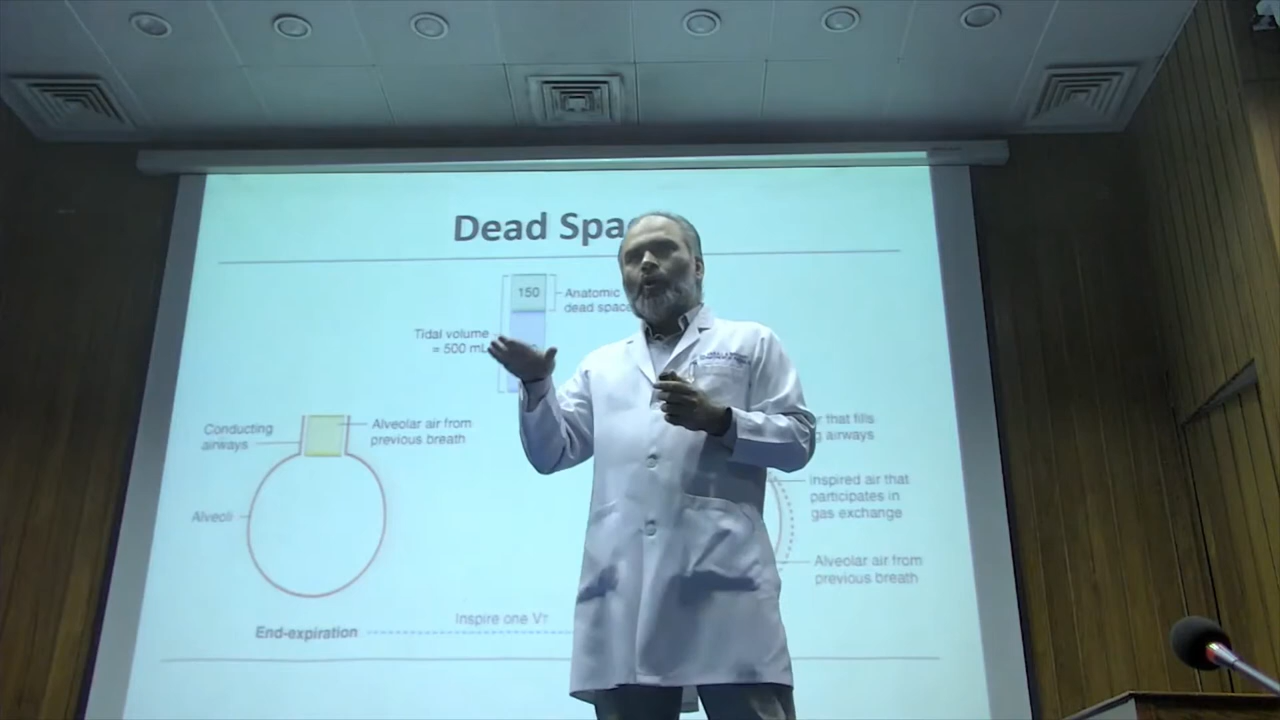 Dead Spa
150
Anatomic
dead space
Tidal volume
= 500 mL
Conducting
airways
Alveolar air from
previous breath
Alveoli
that fills
airways
Inspired air that
participates in
gas exchange
Alveolar air from
previous breath
Inspire one VT
End-expiration